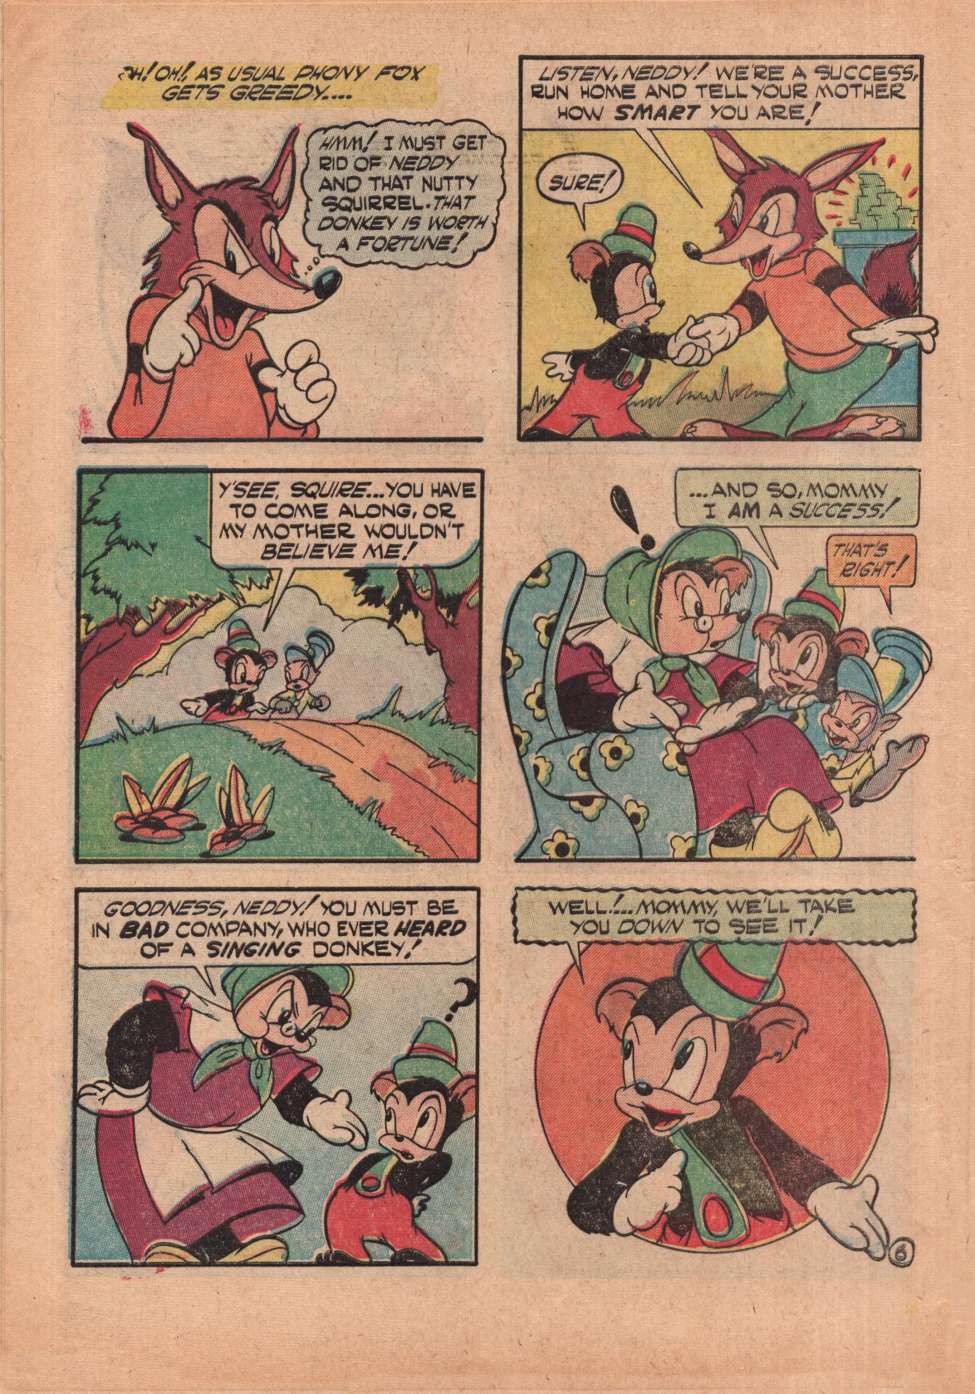 OH! OH!, AS USUAL PHONY FOX
GETS GREEDY....
HMM! I MUST GET
RID OF NEDDY
AND THAT NUTTY
SQUIRREL. THAT
DONKEY IS WORTH
A FORTUNE!
LISTEN, NEDDY! WE'RE A SUCCESS,
RUN HOME AND TELL YOUR MOTHER
HOW SMART YOU ARE!
SURE!
Y'SEE, SQUIRE...YOU HAVE
TO COME ALONG, OR
MY MOTHER WOULDN'T
BELIEVE ME!
!
...AND SO, MOMMY
I AM A SUCCESS!
THAT'S
RIGHT!
GOODNESS, NEDDY! YOU MUST BE
IN BAD COMPANY, WHO EVER HEARD
OF A SINGING DONKEY!
?
WELL!...MOMMY, WE'LL TAKE
YOU DOWN TO SEE IT!
6